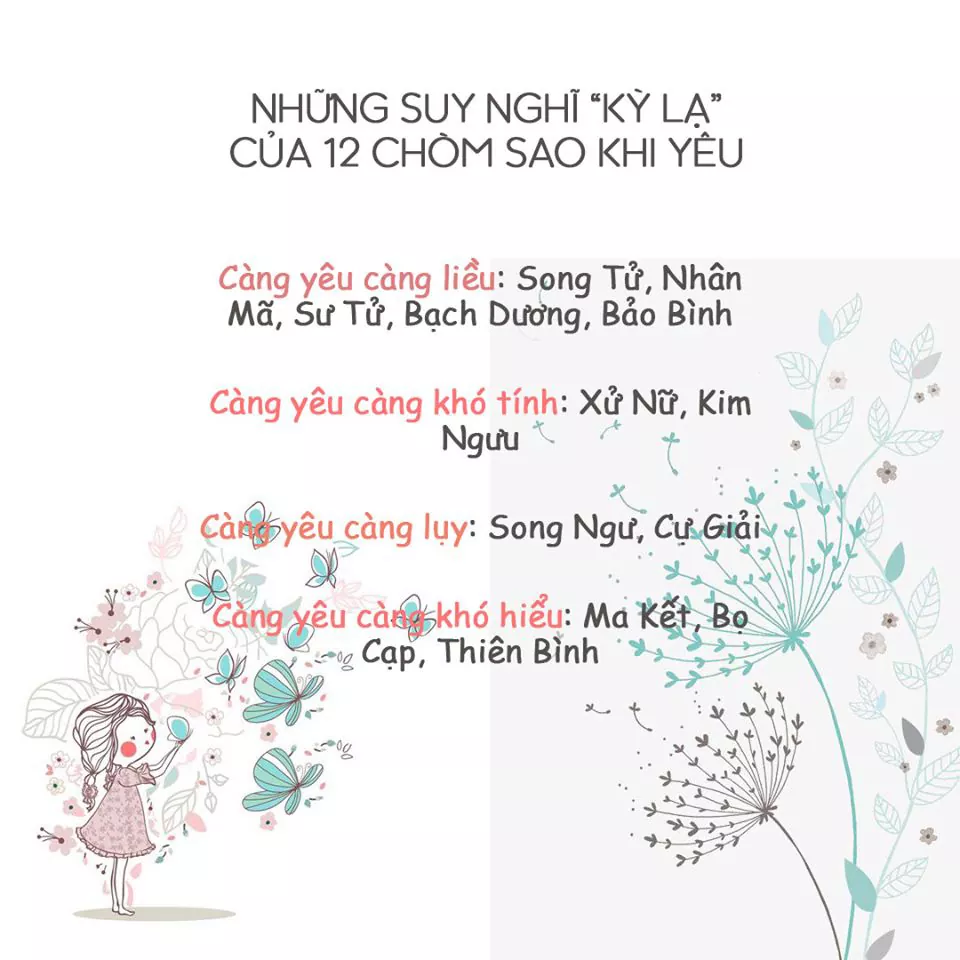 NHỮNG SUY NGHĨ “KỲ LẠ”
CỦA 12 CHÒM SAO KHI YÊU
Càng yêu càng liều: Song Tử, Nhân
Mã, Sư Tử, Bạch Dương, Bảo Bình
Càng yêu càng khó tính: Xử Nữ, Kim
Ngưu
Càng yêu càng lụy: Song Ngư, Cự Giải
Càng yêu càng khó hiểu: Ma Kết, Bọ
Cạp, Thiên Bình